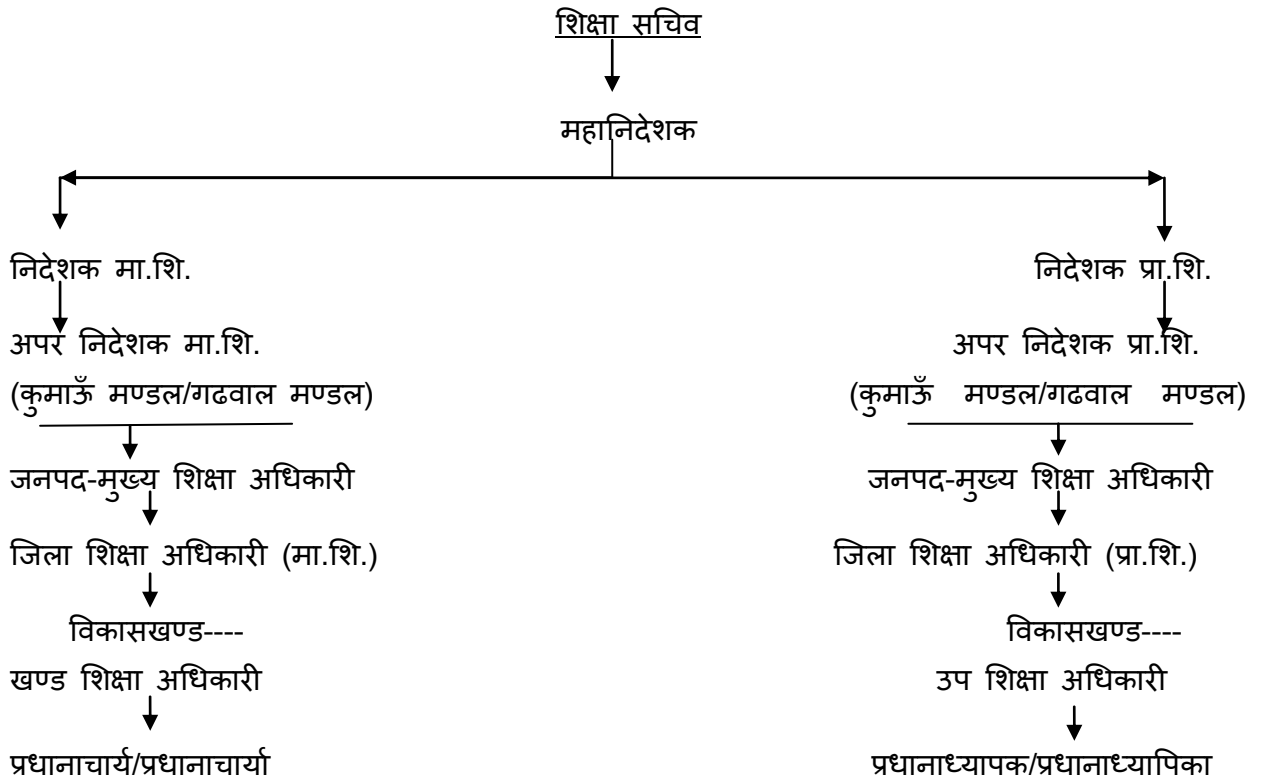 शिक्षा सचिव
महानिदेशक
निदेशक मा.शि. निदेशक प्रा.शि.
अपर निदेशक मा.शि. अपर निदेशक प्रा.शि.
(कुमाऊँ मण्डल/गढवाल मण्डल) (कुमाऊँ मण्डल/गढवाल मण्डल)
जनपद-मुख्य शिक्षा अधिकारी जनपद-मुख्य शिक्षा अधिकारी
जिला शिक्षा अधिकारी (मा.शि.) जिला शिक्षा अधिकारी (प्रा.शि.)
विकासखण्ड---- विकासखण्ड----
खण्ड शिक्षा अधिकारी उप शिक्षा अधिकारी
प्रधानाचार्य/प्रधानाचार्या प्रधानाध्यापक/प्रधानाध्यापिका